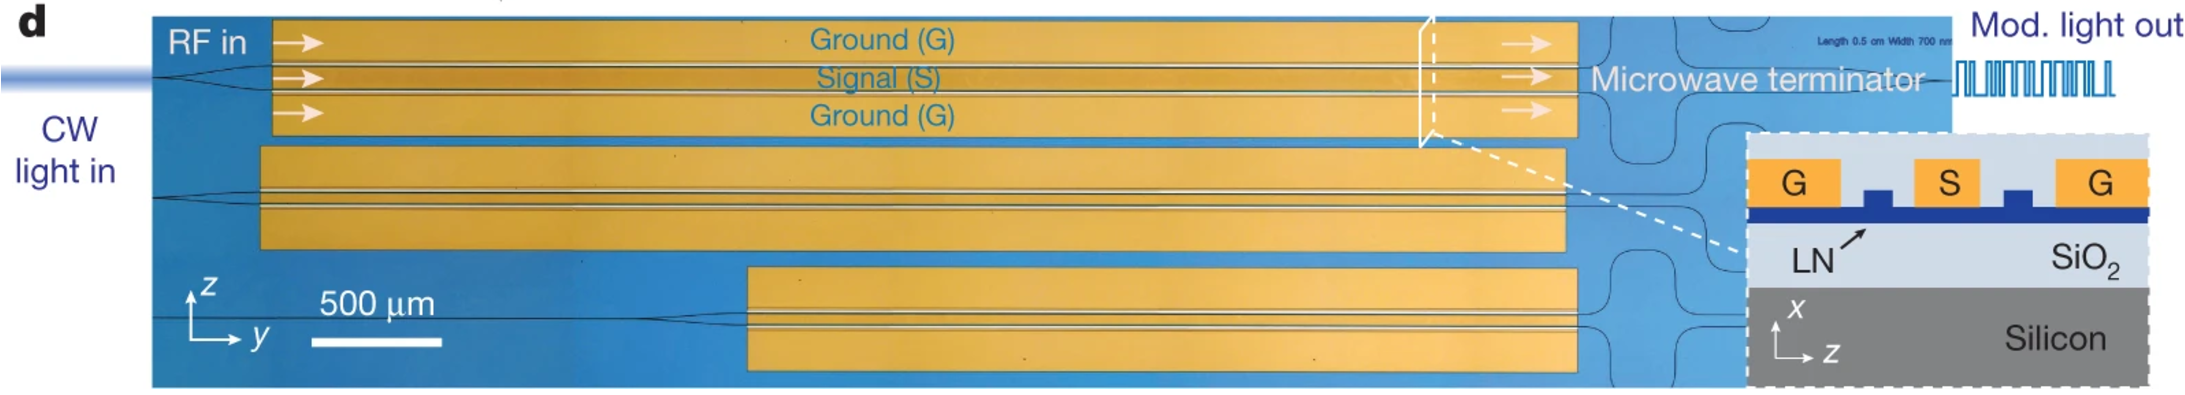 d
RF in
Ground (G)
Signal (S)
Ground (G)
Length 0.5 cm Width 700 nm
Mod. light out
Microwave terminator
CW
light in
G
S
G
LN
SiO₂
z
y
500 μm
x
z
Silicon